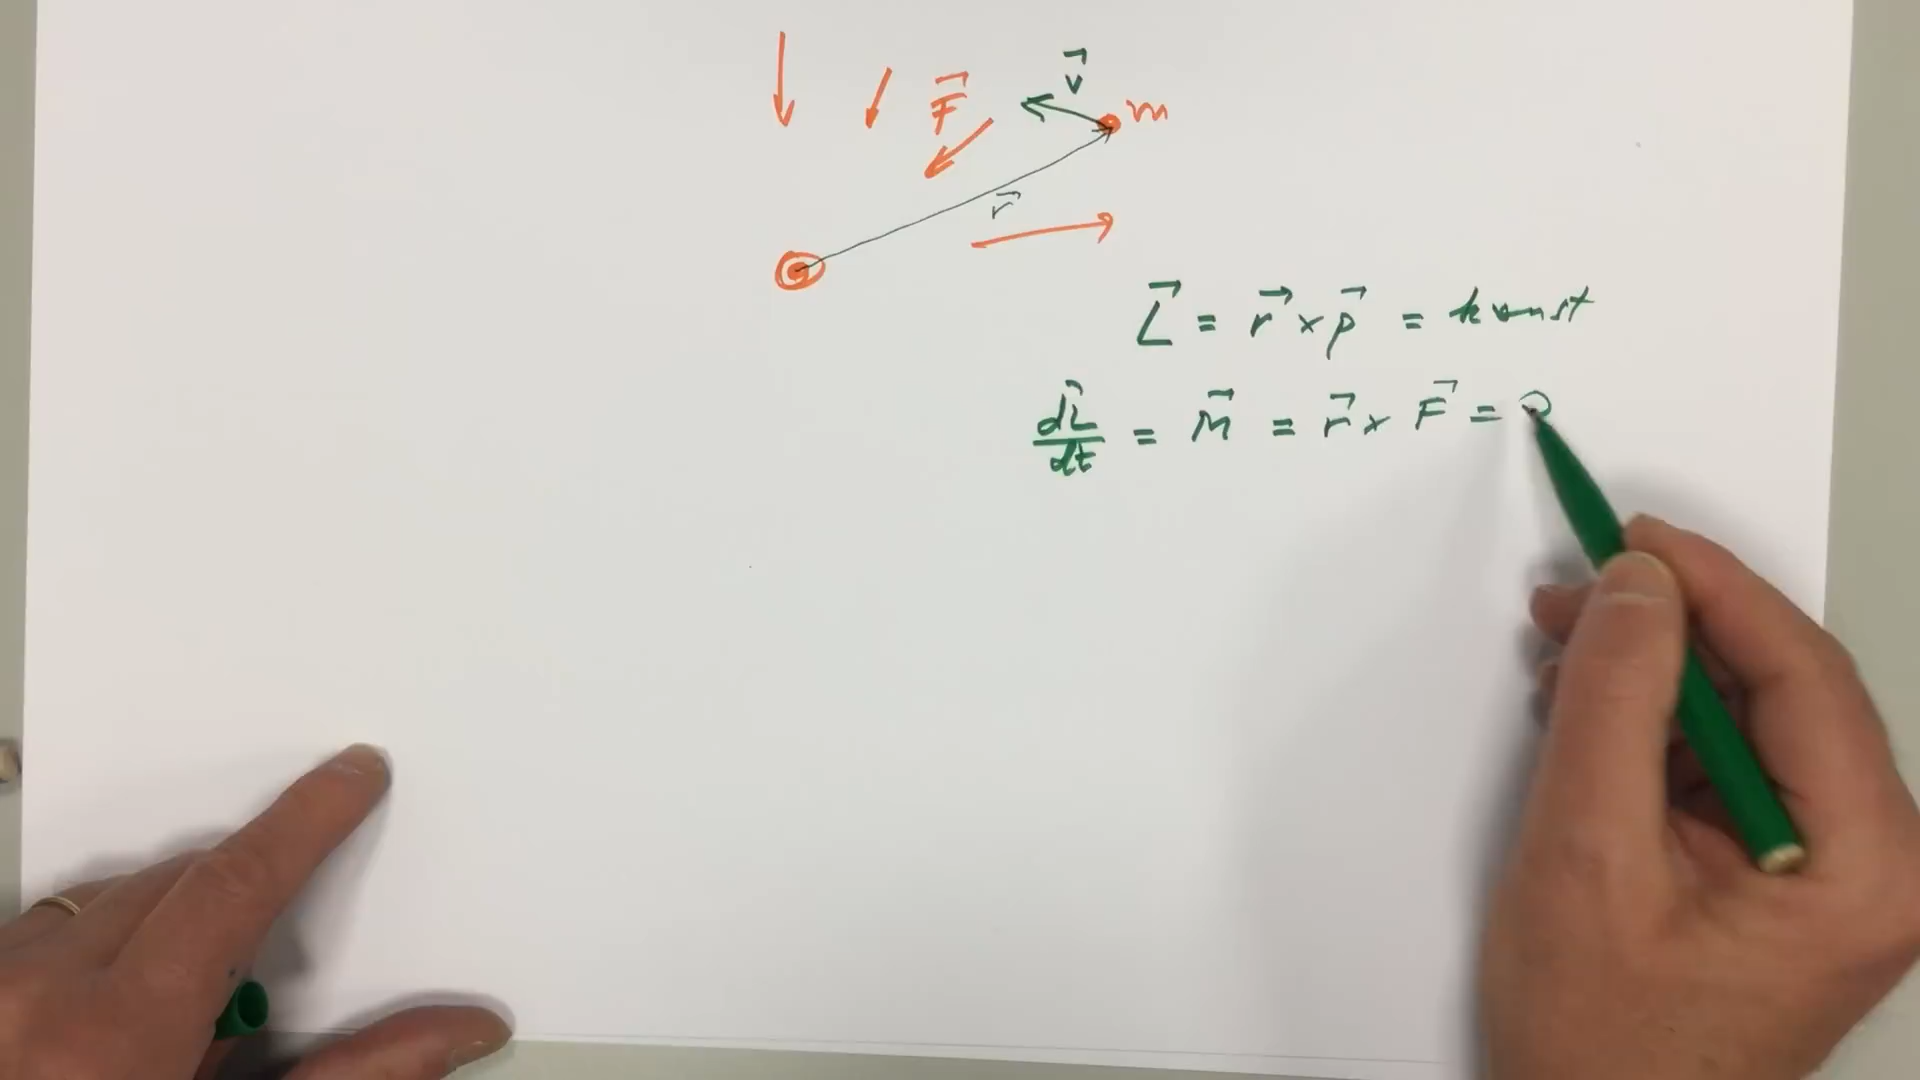 v⃗
F⃗
m
r⃗
L⃗ = r⃗ × p⃗ = konst
dL⃗/dt = M⃗ = r⃗ × F⃗ = 0